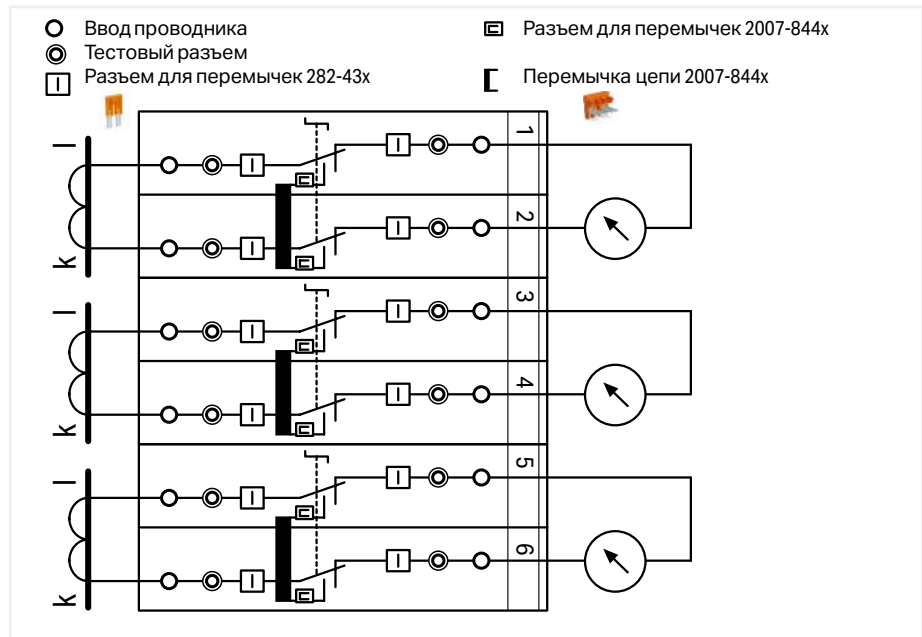 Ввод проводника
Тестовый разъем
Разъем для перемычек 282-43x
Разъем для перемычек 2007-844x
Перемычка цепи 2007-844x
l
k
1
2
l
k
3
4
l
k
5
6